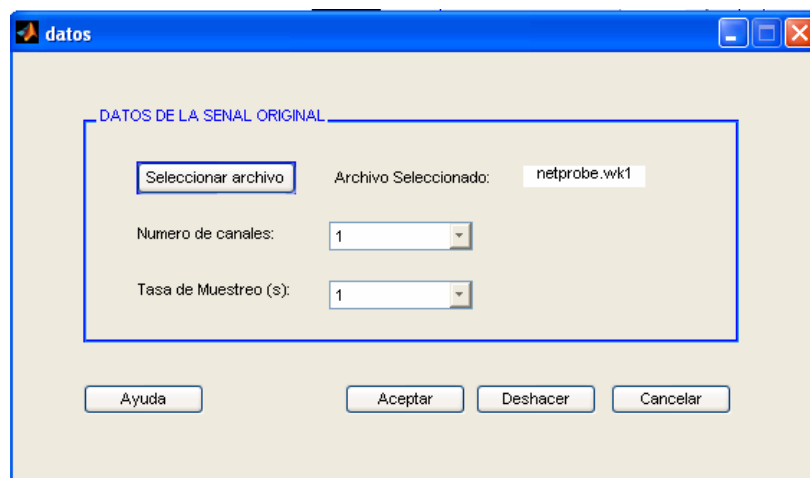 datos
DATOS DE LA SENAL ORIGINAL
Seleccionar archivo Archivo Seleccionado: netprobe.wk1
Numero de canales: 1
Tasa de Muestreo (s): 1
Ayuda Aceptar Deshacer Cancelar